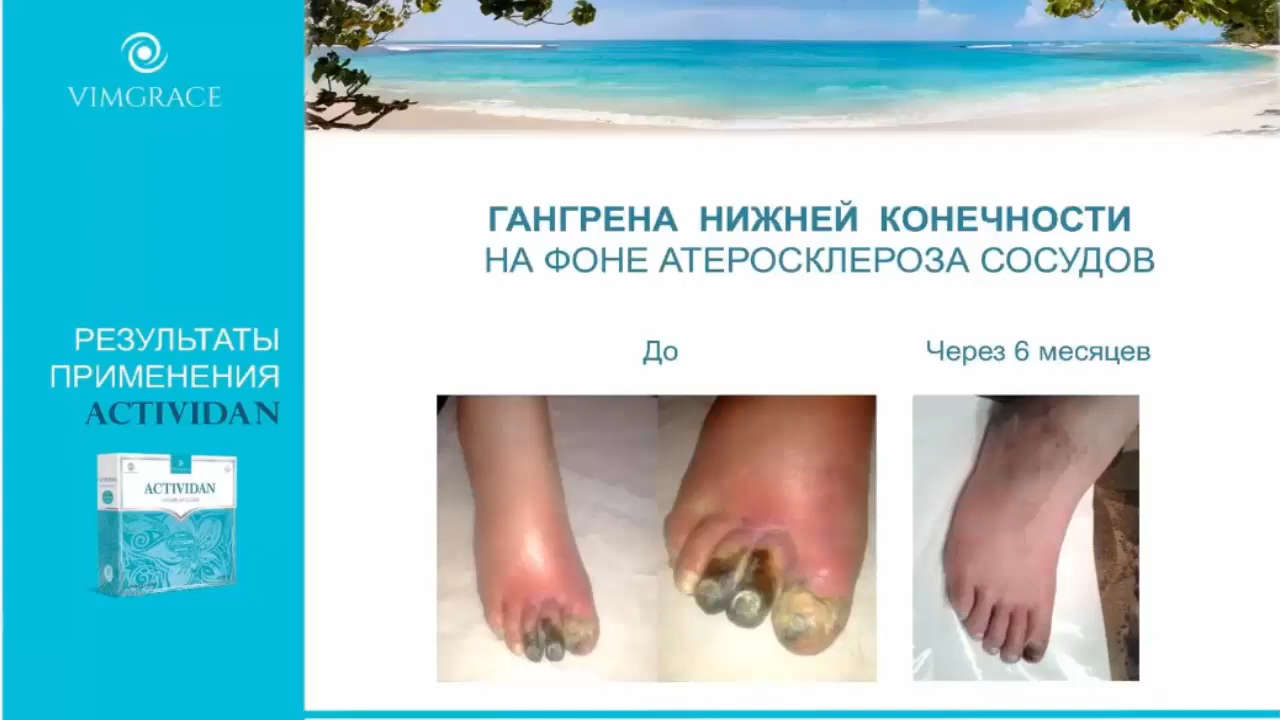 VIMGRACE
РЕЗУЛЬТАТЫ
ПРИМЕНЕНИЯ
ACTIVIDAN
ACTIVIDAN
ГАНГРЕНА НИЖНЕЙ КОНЕЧНОСТИ
НА ФОНЕ АТЕРОСКЛЕРОЗА СОСУДОВ
До
Через 6 месяцев